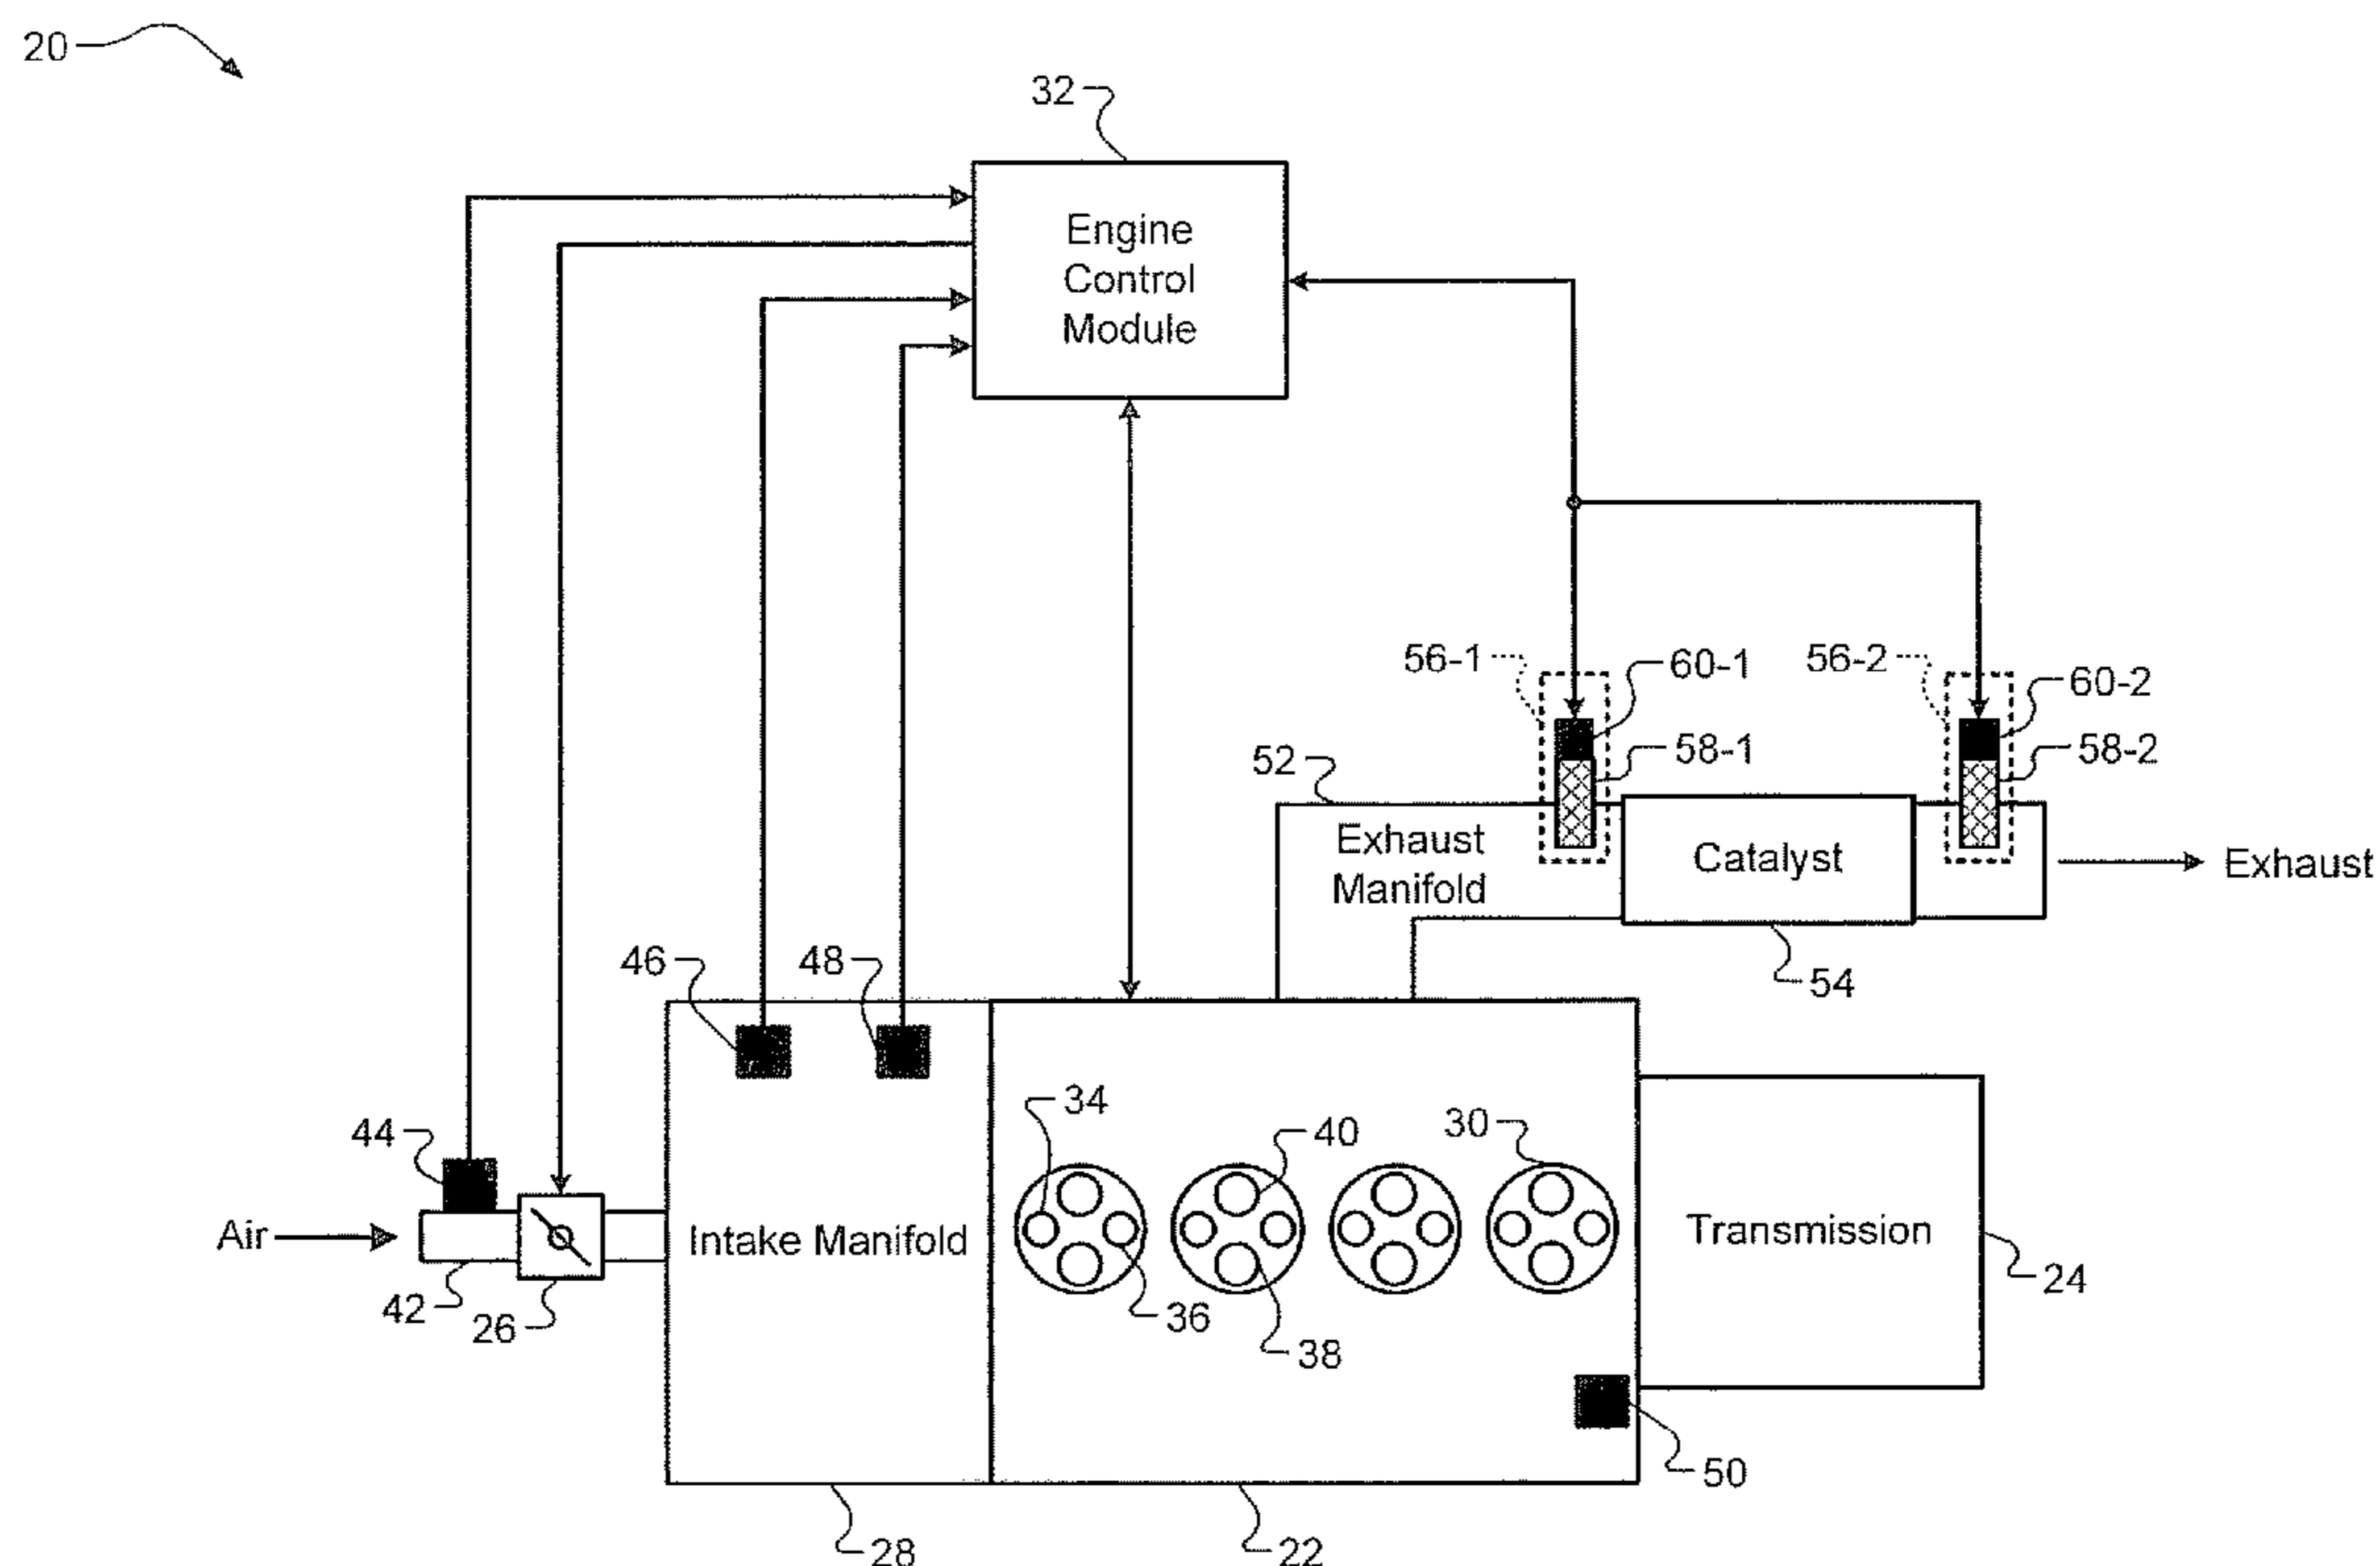 20
32
Engine
Control
Module
56-1
60-1
56-2
60-2
58-1
58-2
52
Exhaust
Manifold
Catalyst
Exhaust
54
46
48
34
40
30
44
Air
Intake Manifold
Transmission
42
26
36
38
24
50
28
22